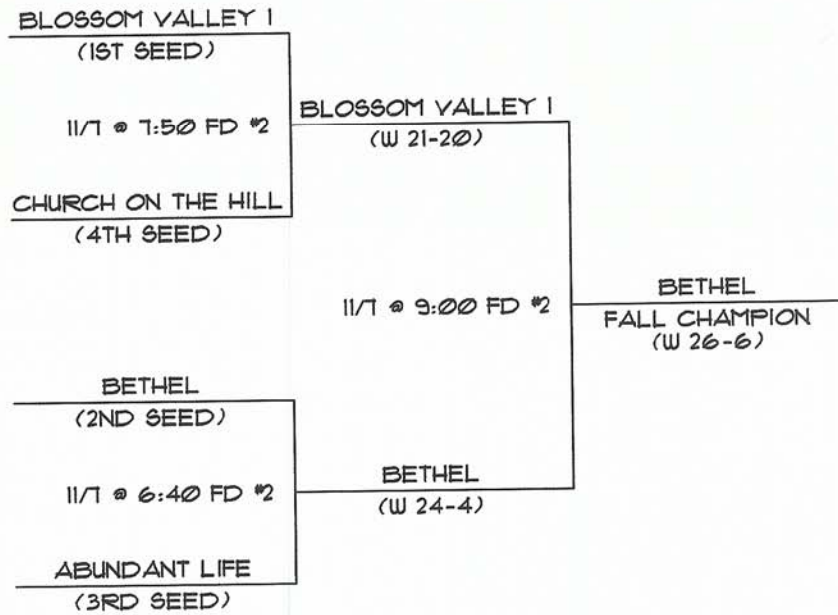 BLOSSOM VALLEY 1
(1ST SEED)
11/7 @ 7:50 FD #2
BLOSSOM VALLEY 1
(W 21-20)
CHURCH ON THE HILL
(4TH SEED)
11/7 @ 9:00 FD #2
BETHEL
FALL CHAMPION
(W 26-6)
BETHEL
(2ND SEED)
11/7 @ 6:40 FD #2
BETHEL
(W 24-4)
ABUNDANT LIFE
(3RD SEED)